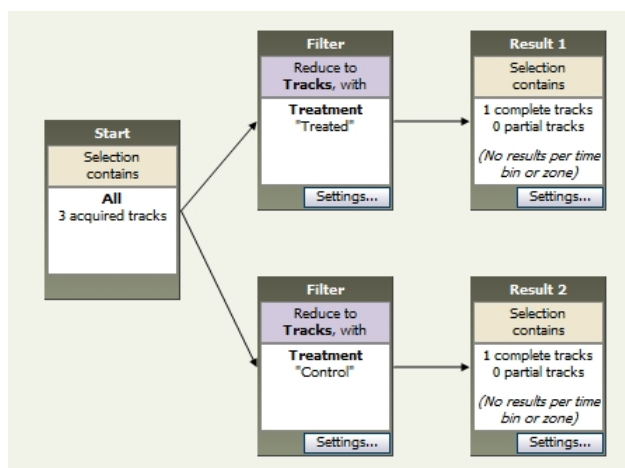 Start
Selection
contains
All
3 acquired tracks
Filter
Reduce to
Tracks, with
Treatment
"Treated"
Settings...
Result 1
Selection
contains
1 complete tracks
0 partial tracks
(No results per time
bin or zone)
Settings...
Filter
Reduce to
Tracks, with
Treatment
"Control"
Settings...
Result 2
Selection
contains
1 complete tracks
0 partial tracks
(No results per time
bin or zone)
Settings...